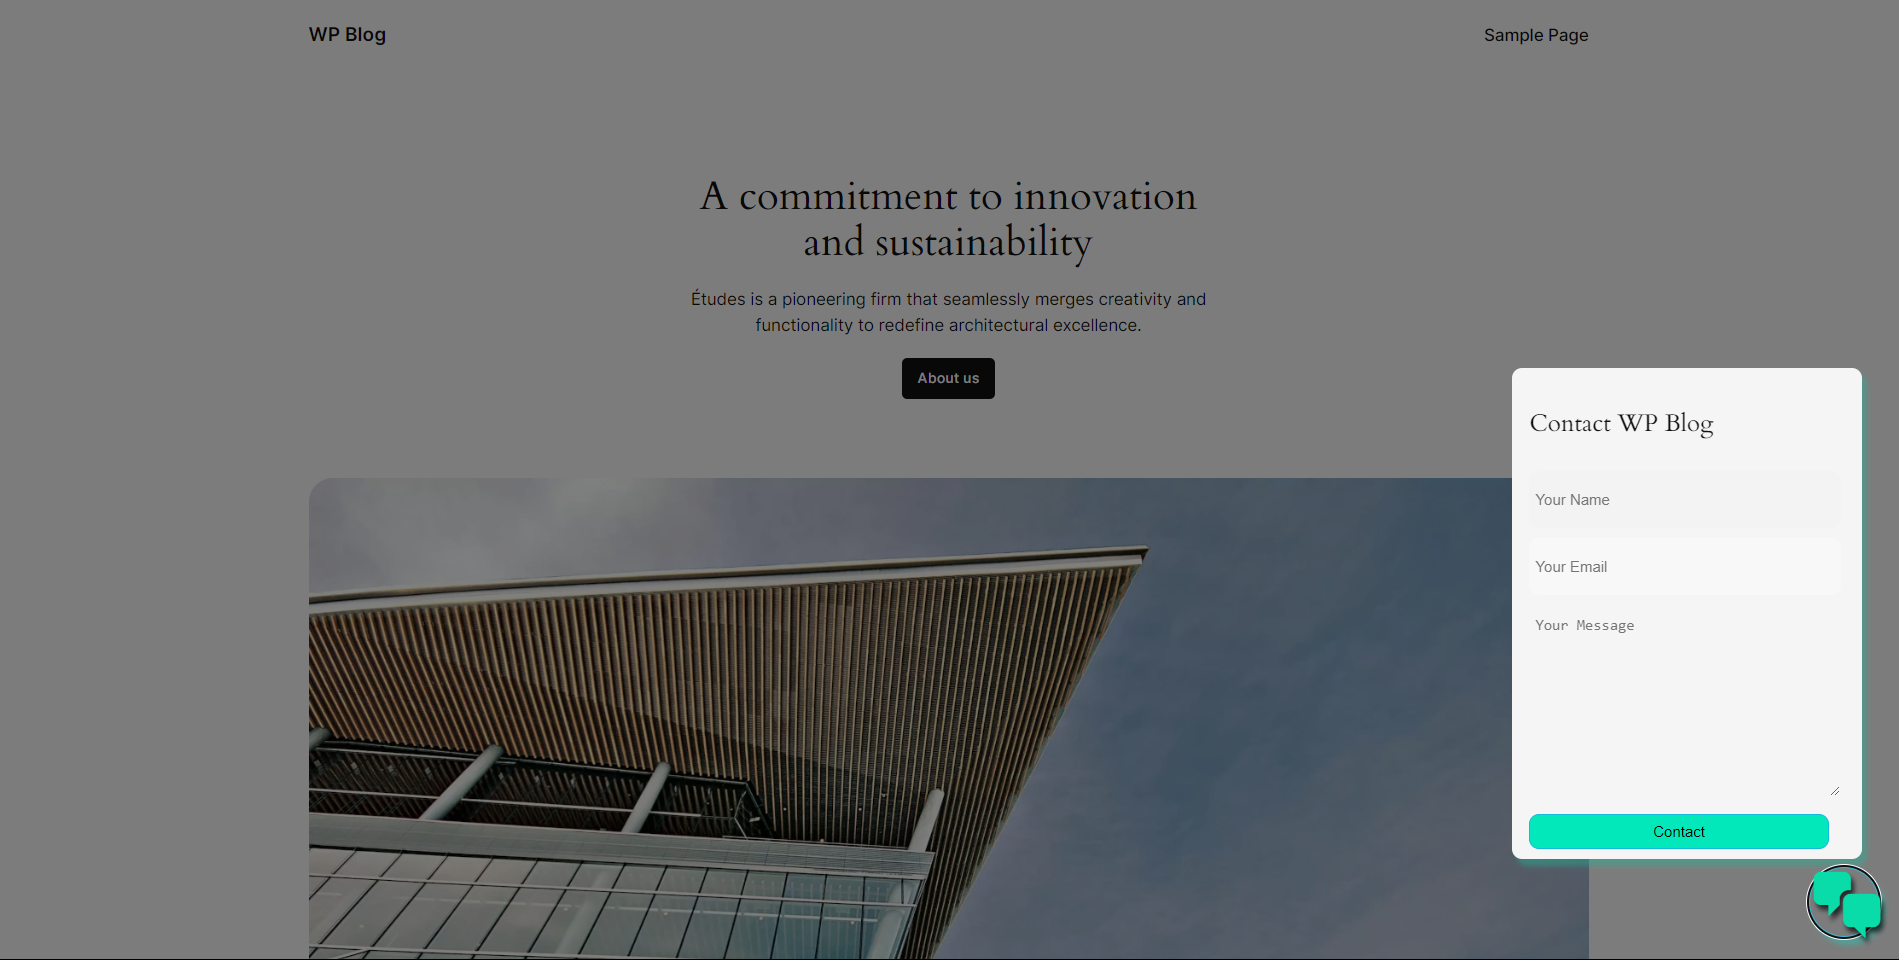 WP Blog
Sample Page
A commitment to innovation
and sustainability
Études is a pioneering firm that seamlessly merges creativity and
functionality to redefine architectural excellence.
About us
Contact WP Blog
Your Name
Your Email
Your Message
Contact